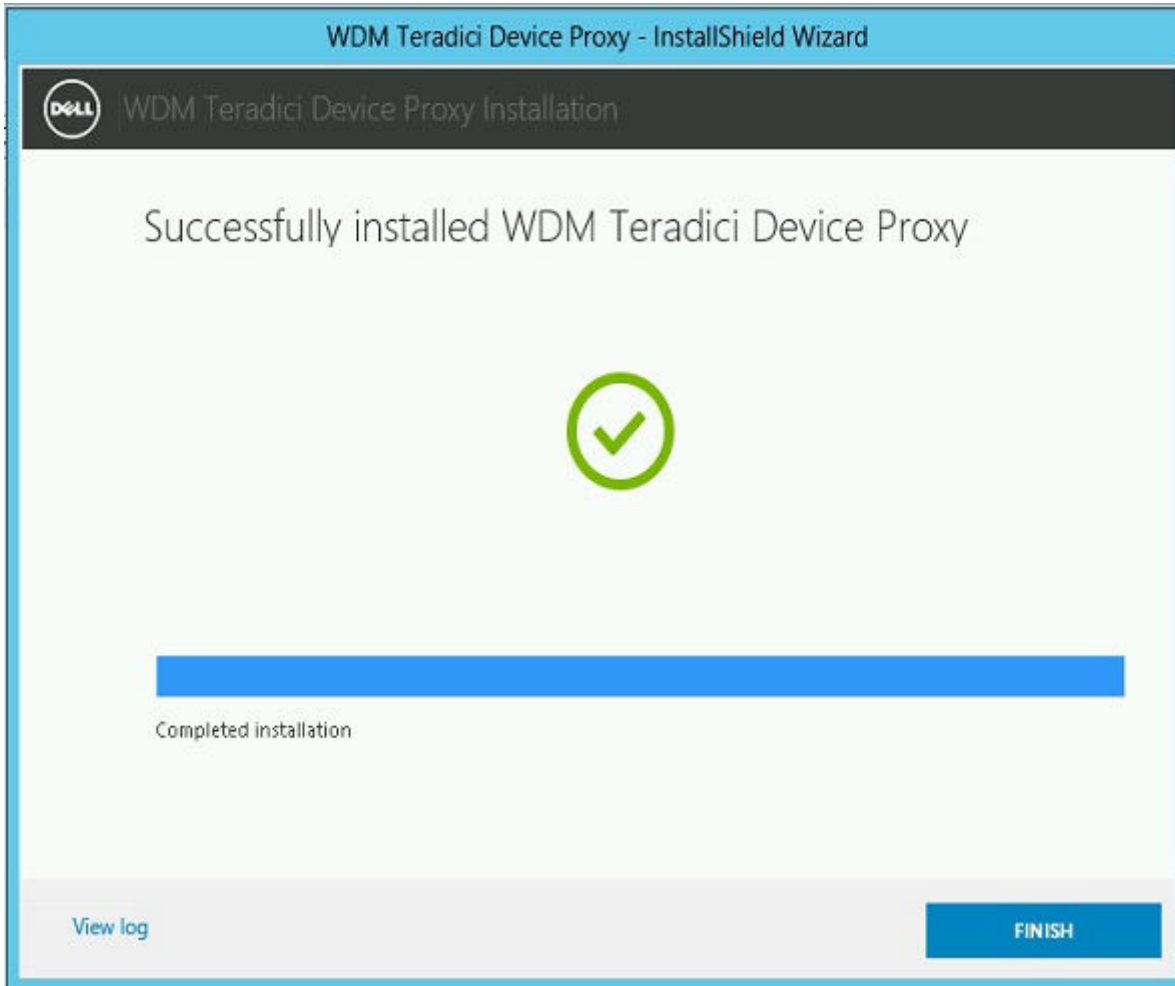 WDM Teradici Device Proxy - InstallShield Wizard
DELL WDM Teradici Device Proxy Installation
Successfully installed WDM Teradici Device Proxy
Completed installation
View log
FINISH